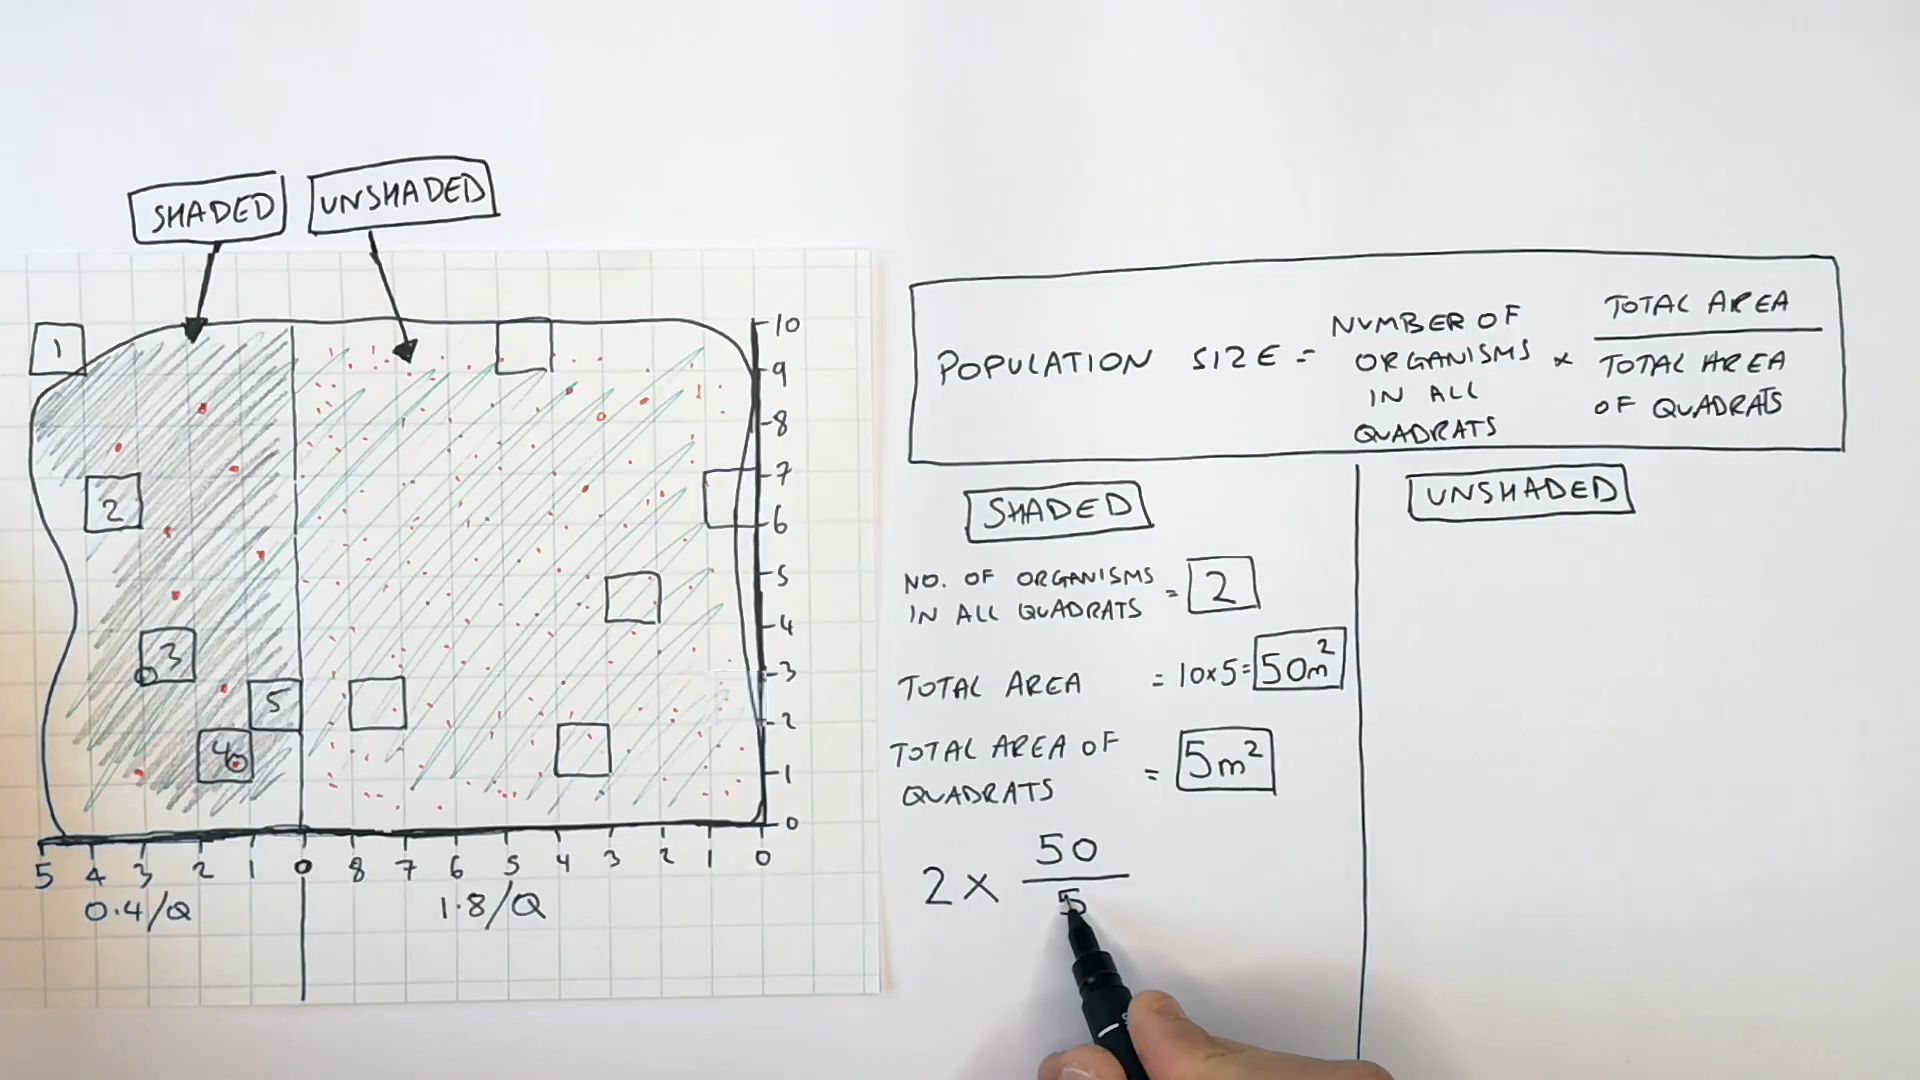 SHADED
UNSHADED
1
2
3
4
5
10
9
8
7
6
5
4
3
2
1
0
5 4 3 2 1 0 8 7 6 5 4 3 2 1 0
0.4/Q
1.8/Q
POPULATION SIZE = NUMBER OF ORGANISMS IN ALL QUADRATS × TOTAL AREA
TOTAL AREA OF QUADRATS
SHADED
NO. OF ORGANISMS
IN ALL QUADRATS = 2
TOTAL AREA = 10×5= 50m²
TOTAL AREA OF
QUADRATS = 5m²
2 × 50
5
UNSHADED